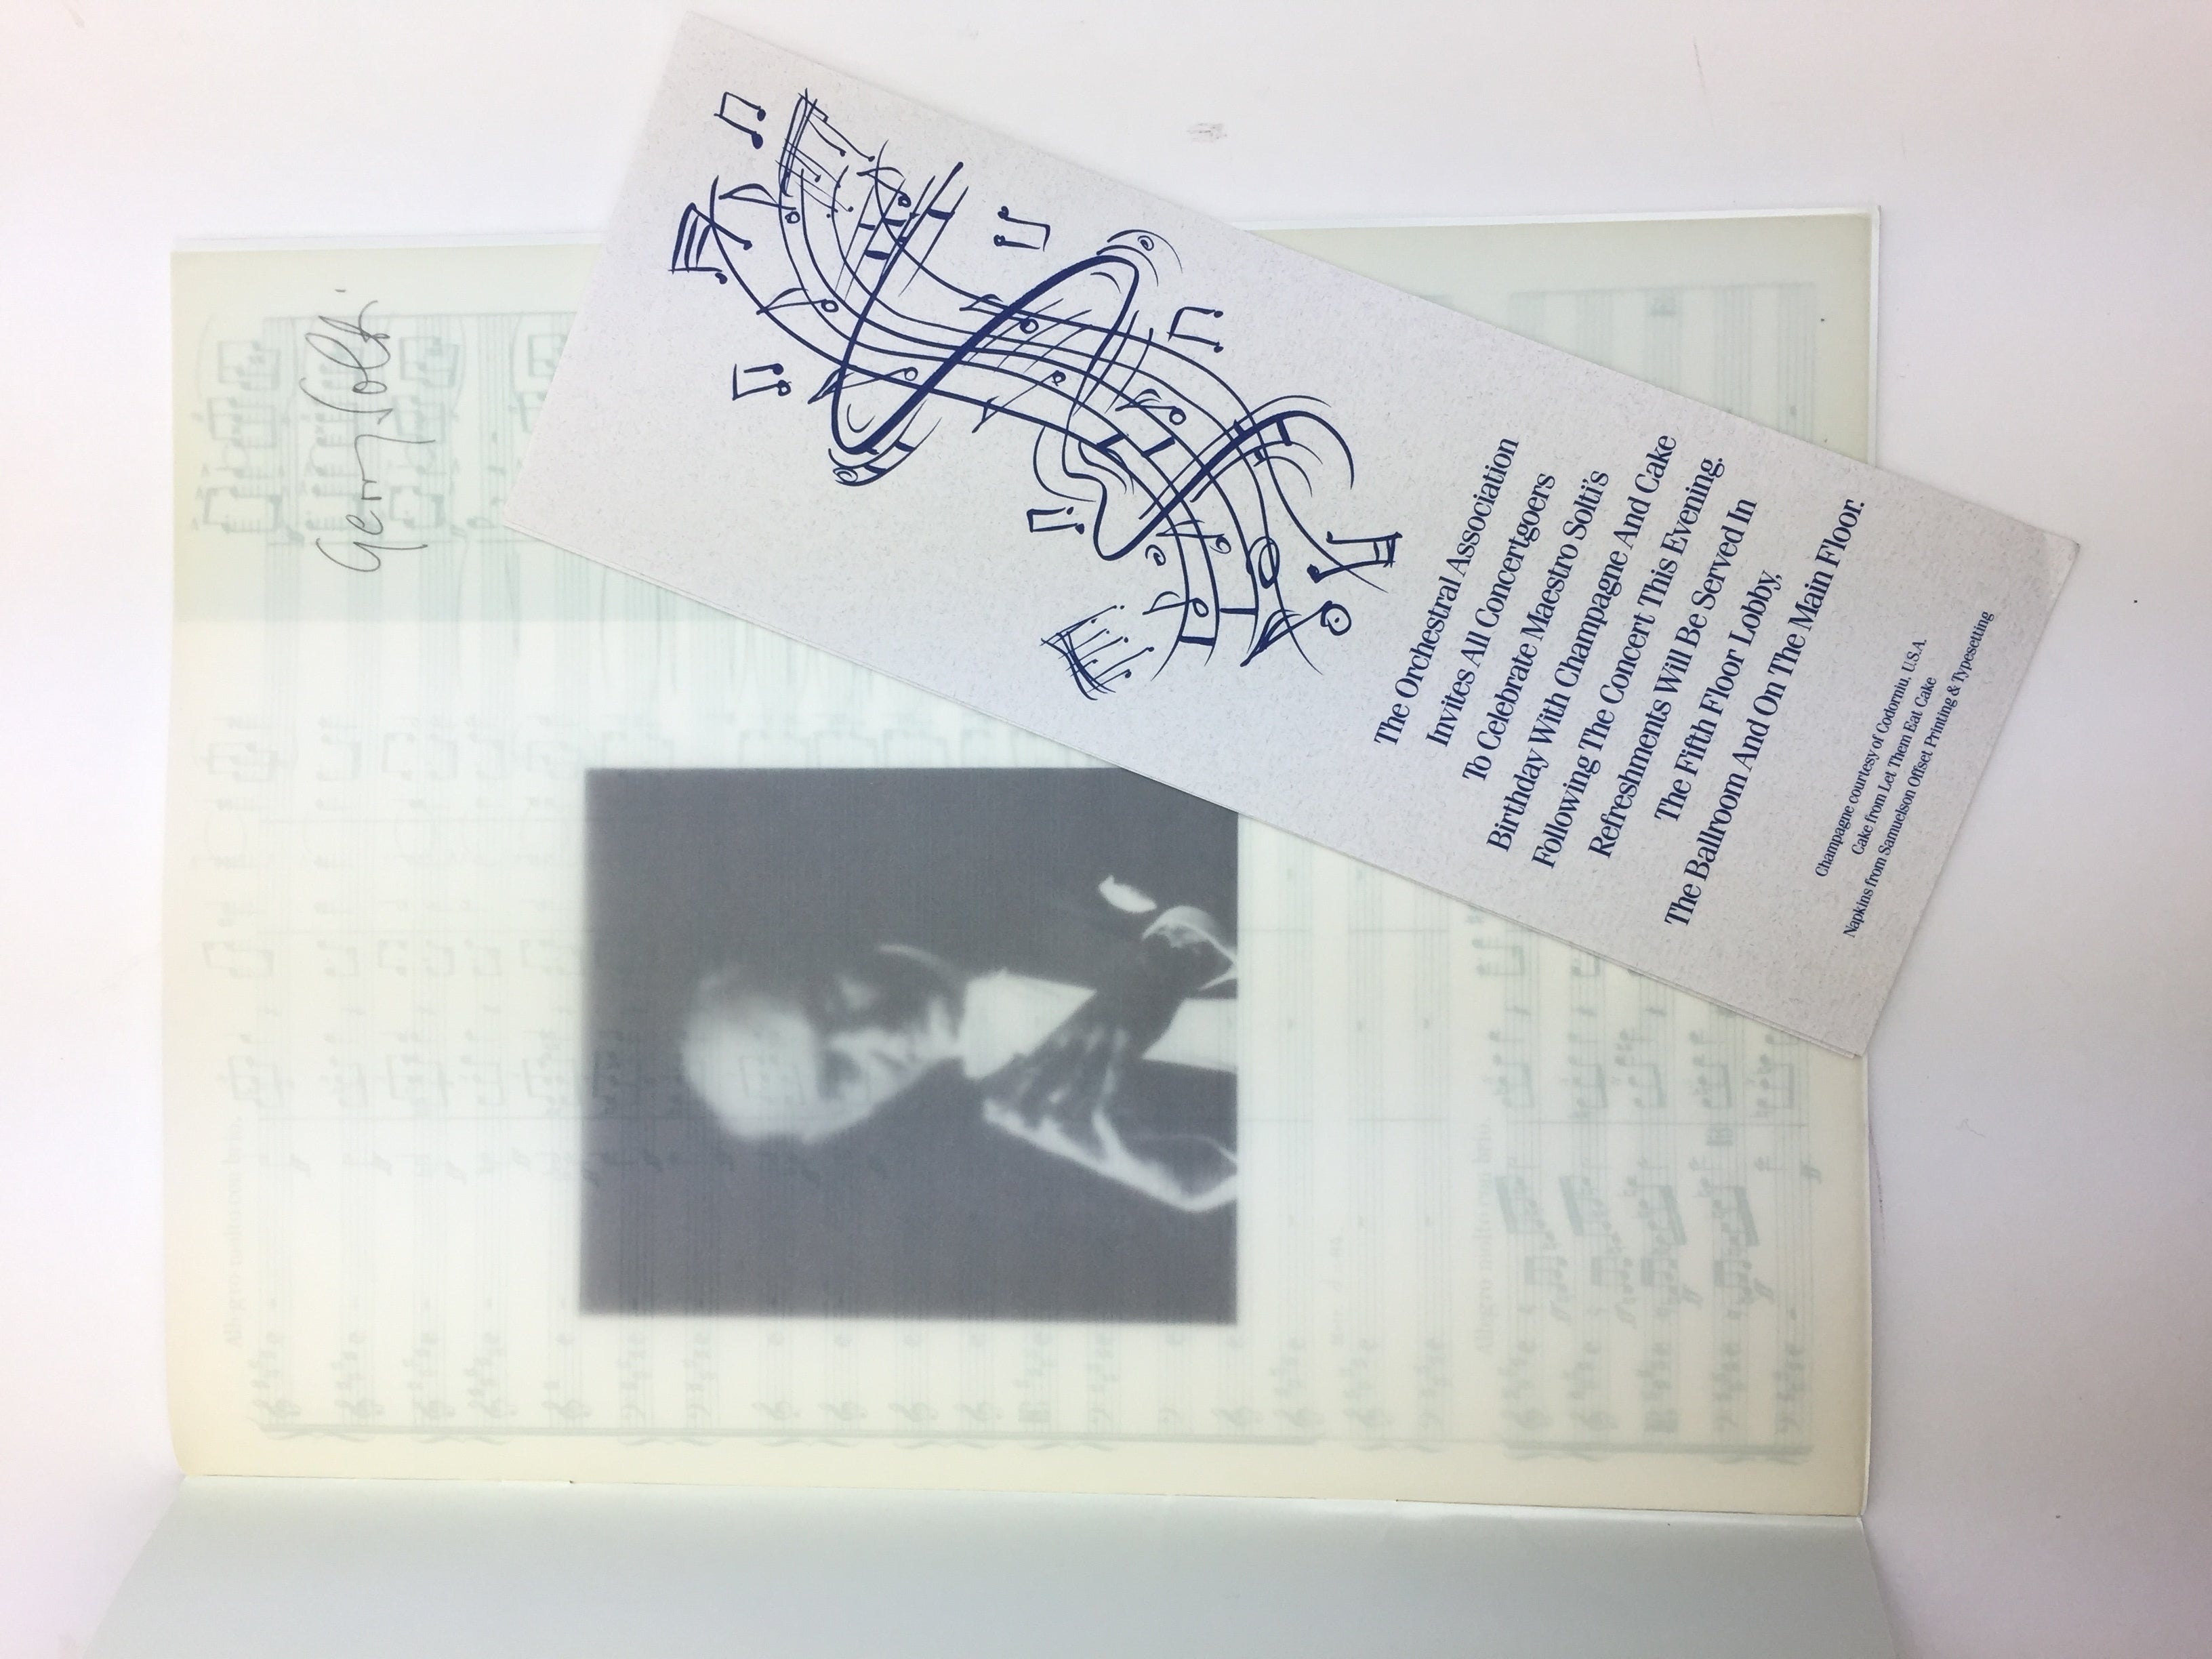 Georg Solti
The Orchestral Association
Invites All Concertgoers
To Celebrate Maestro Solti's
Birthday With Champagne And Cake
Following The Concert This Evening.
Refreshments Will Be Served In
The Fifth Floor Lobby,
The Ballroom And On The Main Floor.
Champagne courtesy of Codorniu, U.S.A.
Cake from Let Them Eat Cake
Napkins from Samuelson Offset Printing & Typesetting
Allegro molto con brio.
Allegro molto con brio.